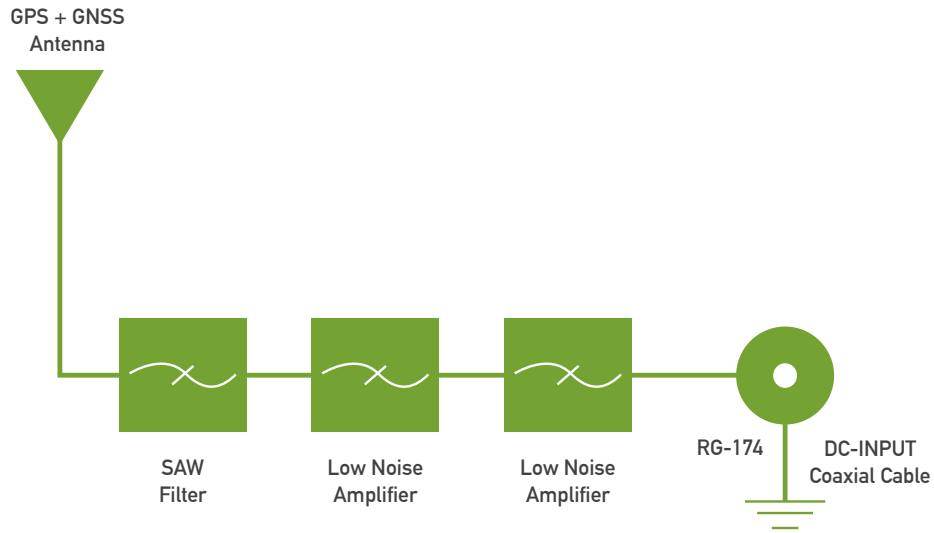 GPS + GNSS
Antenna
SAW
Filter
Low Noise
Amplifier
Low Noise
Amplifier
RG-174
DC-INPUT
Coaxial Cable